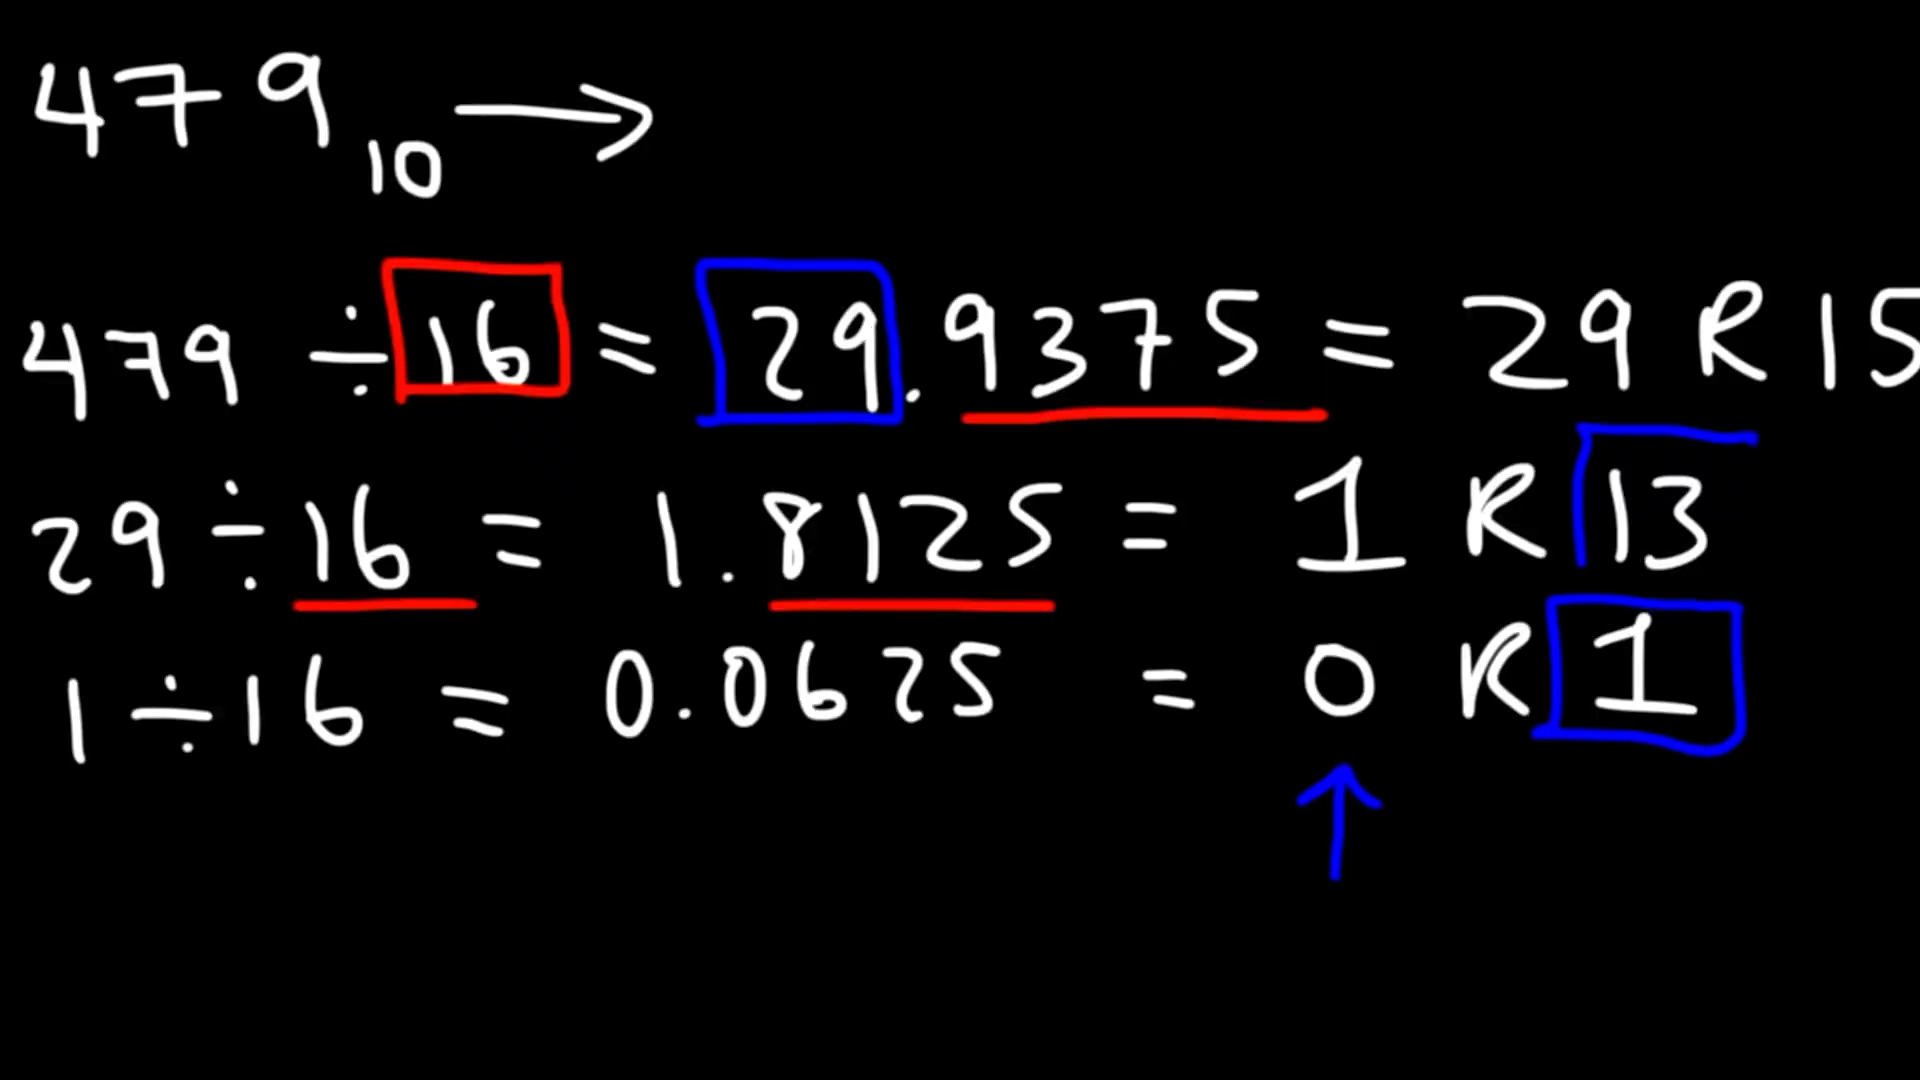 479₁₀ →
479 ÷ 16 = 29.9375 = 29 R 15
29 ÷ 16 = 1.8125 = 1 R 13
1 ÷ 16 = 0.0625 = 0 R 1